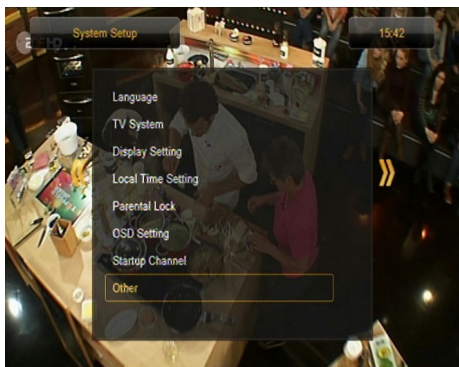 System Setup
15:42
Language
TV System
Display Setting
Local Time Setting
Parental Lock
OSD Setting
Startup Channel
Other